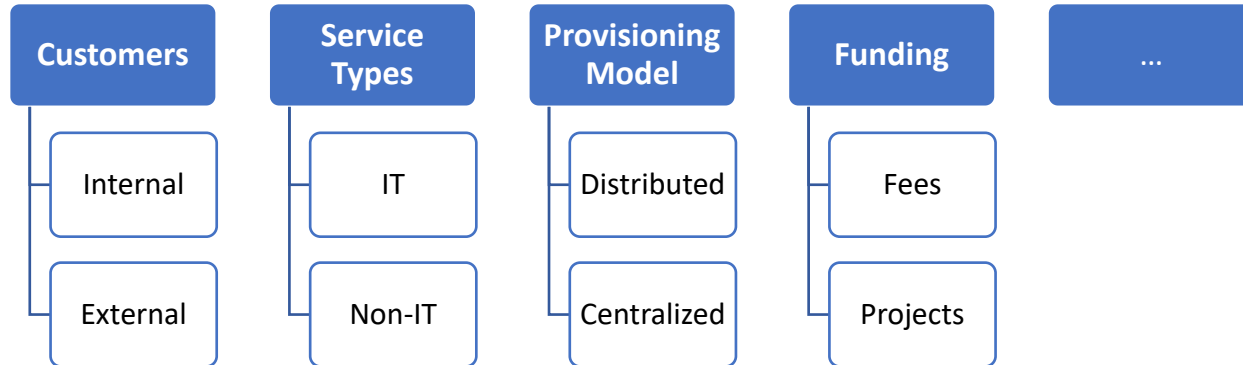 Customers
Internal
External
Service
Types
IT
Non-IT
Provisioning
Model
Distributed
Centralized
Funding
Fees
Projects
...